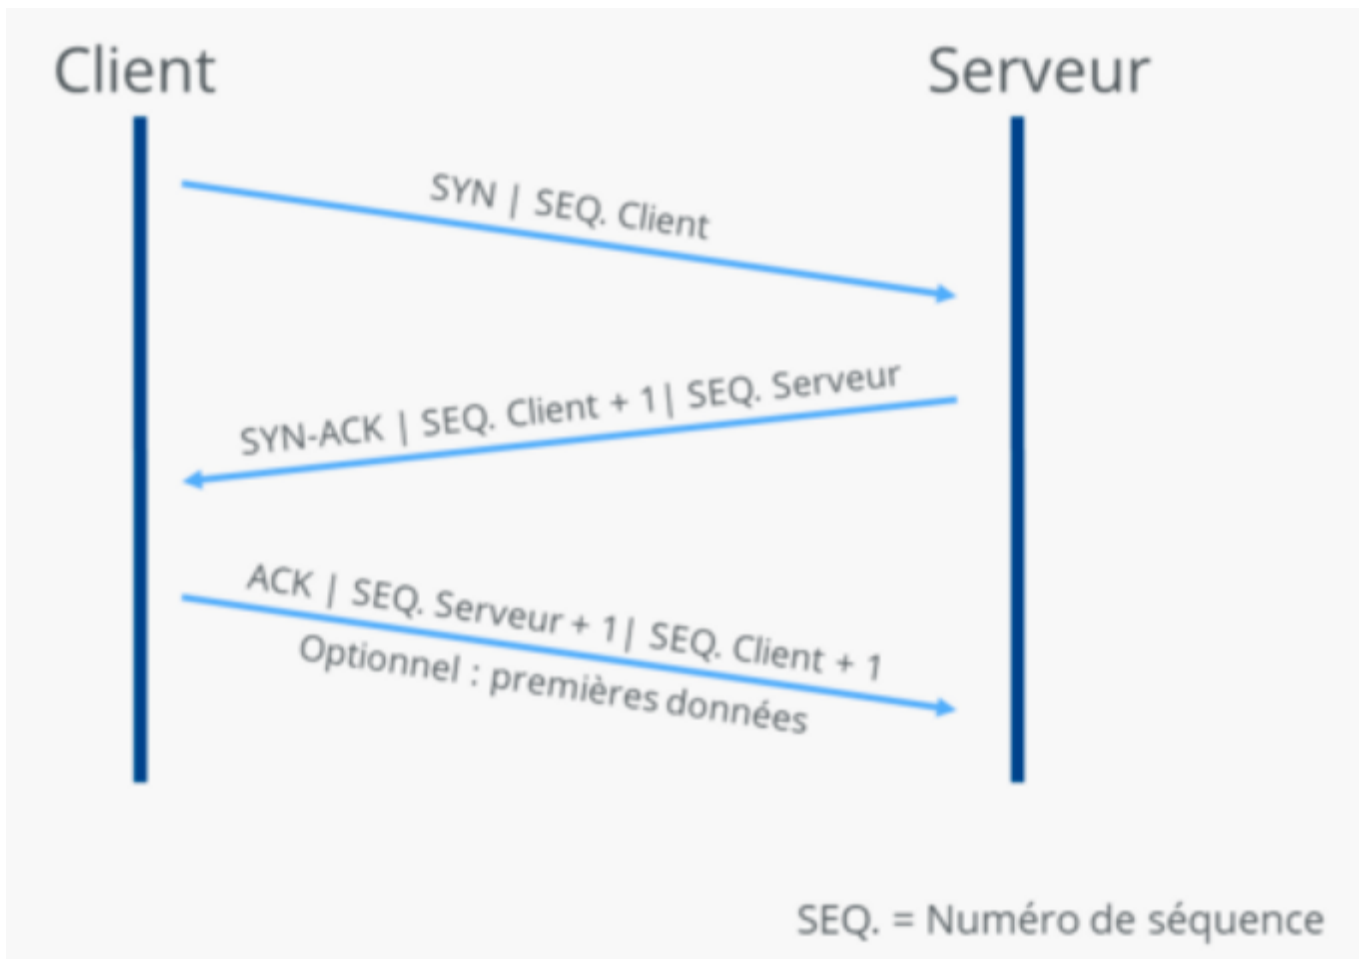 Client
Serveur
SYN | SEQ. Client
SYN-ACK | SEQ. Client + 1| SEQ. Serveur
ACK | SEQ. Serveur + 1| SEQ. Client + 1
Optionnel : premières données
SEQ. = Numéro de séquence